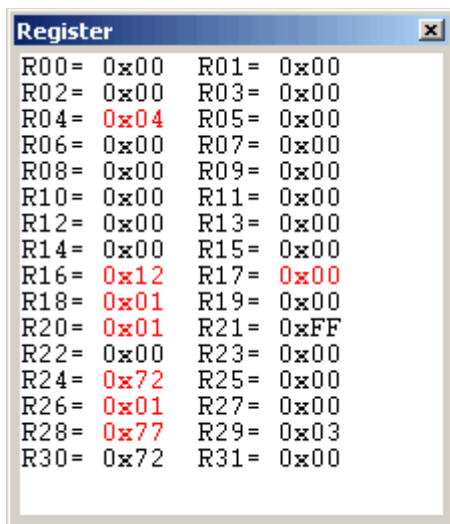 Register
R00= 0x00 R01= 0x00
R02= 0x00 R03= 0x00
R04= 0x04 R05= 0x00
R06= 0x00 R07= 0x00
R08= 0x00 R09= 0x00
R10= 0x00 R11= 0x00
R12= 0x00 R13= 0x00
R14= 0x00 R15= 0x00
R16= 0x12 R17= 0x00
R18= 0x01 R19= 0x00
R20= 0x01 R21= 0xFF
R22= 0x00 R23= 0x00
R24= 0x72 R25= 0x00
R26= 0x01 R27= 0x00
R28= 0x77 R29= 0x03
R30= 0x72 R31= 0x00